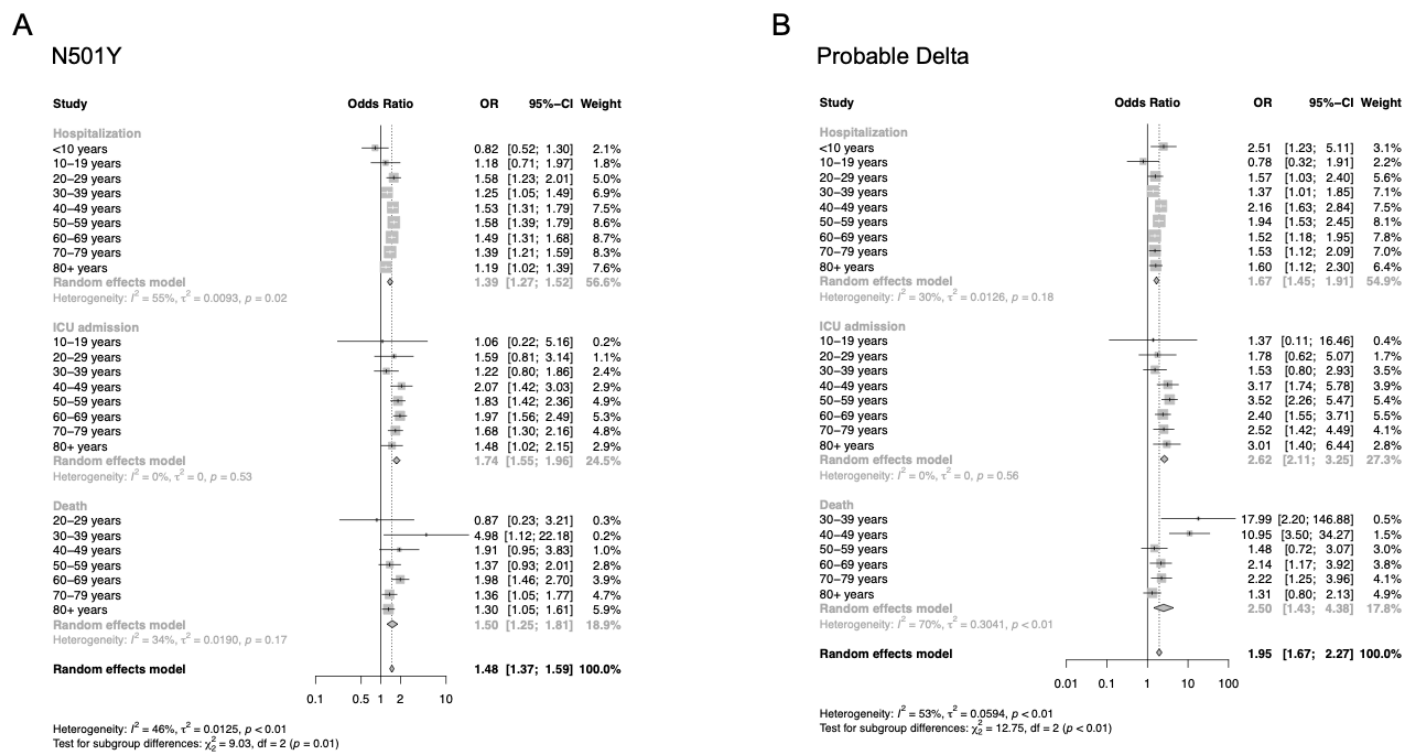 A
N501Y
Study Odds Ratio OR 95%−CI Weight
Hospitalization
<10 years 0.82 [0.52; 1.30] 2.1%
10−19 years 1.18 [0.71; 1.97] 1.8%
20−29 years 1.58 [1.23; 2.01] 5.0%
30−39 years 1.25 [1.05; 1.49] 6.9%
40−49 years 1.53 [1.31; 1.79] 7.5%
50−59 years 1.58 [1.39; 1.79] 8.6%
60−69 years 1.49 [1.31; 1.68] 8.7%
70−79 years 1.39 [1.21; 1.59] 8.3%
80+ years 1.19 [1.02; 1.39] 7.6%
Random effects model 1.39 [1.27; 1.52] 56.6%
Heterogeneity: I² = 55%, τ² = 0.0093, p = 0.02
ICU admission
10−19 years 1.06 [0.22; 5.16] 0.2%
20−29 years 1.59 [0.81; 3.14] 1.1%
30−39 years 1.22 [0.80; 1.86] 2.4%
40−49 years 2.07 [1.42; 3.03] 2.9%
50−59 years 1.83 [1.42; 2.36] 4.9%
60−69 years 1.97 [1.56; 2.49] 5.3%
70−79 years 1.68 [1.30; 2.16] 4.8%
80+ years 1.48 [1.02; 2.15] 2.9%
Random effects model 1.74 [1.55; 1.96] 24.5%
Heterogeneity: I² = 0%, τ² = 0, p = 0.53
Death
20−29 years 0.87 [0.23; 3.21] 0.3%
30−39 years 4.98 [1.12; 22.18] 0.2%
40−49 years 1.91 [0.95; 3.83] 1.0%
50−59 years 1.37 [0.93; 2.01] 2.8%
60−69 years 1.98 [1.46; 2.70] 3.9%
70−79 years 1.36 [1.05; 1.77] 4.7%
80+ years 1.30 [1.05; 1.61] 5.9%
Random effects model 1.50 [1.25; 1.81] 18.9%
Heterogeneity: I² = 34%, τ² = 0.0190, p = 0.17
Random effects model 1.48 [1.37; 1.59] 100.0%
0.1 0.5 1 2 10
Heterogeneity: I² = 46%, τ² = 0.0125, p < 0.01
Test for subgroup differences: χ²₂ = 9.03, df = 2 (p = 0.01)
B
Probable Delta
Study Odds Ratio OR 95%−CI Weight
Hospitalization
<10 years 2.51 [1.23; 5.11] 3.1%
10−19 years 0.78 [0.32; 1.91] 2.2%
20−29 years 1.57 [1.03; 2.40] 5.6%
30−39 years 1.37 [1.01; 1.85] 7.1%
40−49 years 2.16 [1.63; 2.84] 7.5%
50−59 years 1.94 [1.53; 2.45] 8.1%
60−69 years 1.52 [1.18; 1.95] 7.8%
70−79 years 1.53 [1.12; 2.09] 7.0%
80+ years 1.60 [1.12; 2.30] 6.4%
Random effects model 1.67 [1.45; 1.91] 54.9%
Heterogeneity: I² = 30%, τ² = 0.0126, p = 0.18
ICU admission
10−19 years 1.37 [0.11; 16.46] 0.4%
20−29 years 1.78 [0.62; 5.07] 1.7%
30−39 years 1.53 [0.80; 2.93] 3.5%
40−49 years 3.17 [1.74; 5.78] 3.9%
50−59 years 3.52 [2.26; 5.47] 5.4%
60−69 years 2.40 [1.55; 3.71] 5.5%
70−79 years 2.52 [1.42; 4.49] 4.1%
80+ years 3.01 [1.40; 6.44] 2.8%
Random effects model 2.62 [2.11; 3.25] 27.3%
Heterogeneity: I² = 0%, τ² = 0, p = 0.56
Death
30−39 years 17.99 [2.20; 146.88] 0.5%
40−49 years 10.95 [3.50; 34.27] 1.5%
50−59 years 1.48 [0.72; 3.07] 3.0%
60−69 years 2.14 [1.17; 3.92] 3.8%
70−79 years 2.22 [1.25; 3.96] 4.1%
80+ years 1.31 [0.80; 2.13] 4.9%
Random effects model 2.50 [1.43; 4.38] 17.8%
Heterogeneity: I² = 70%, τ² = 0.3041, p < 0.01
Random effects model 1.95 [1.67; 2.27] 100.0%
0.01 0.1 1 10 100
Heterogeneity: I² = 53%, τ² = 0.0594, p < 0.01
Test for subgroup differences: χ²₂ = 12.75, df = 2 (p < 0.01)